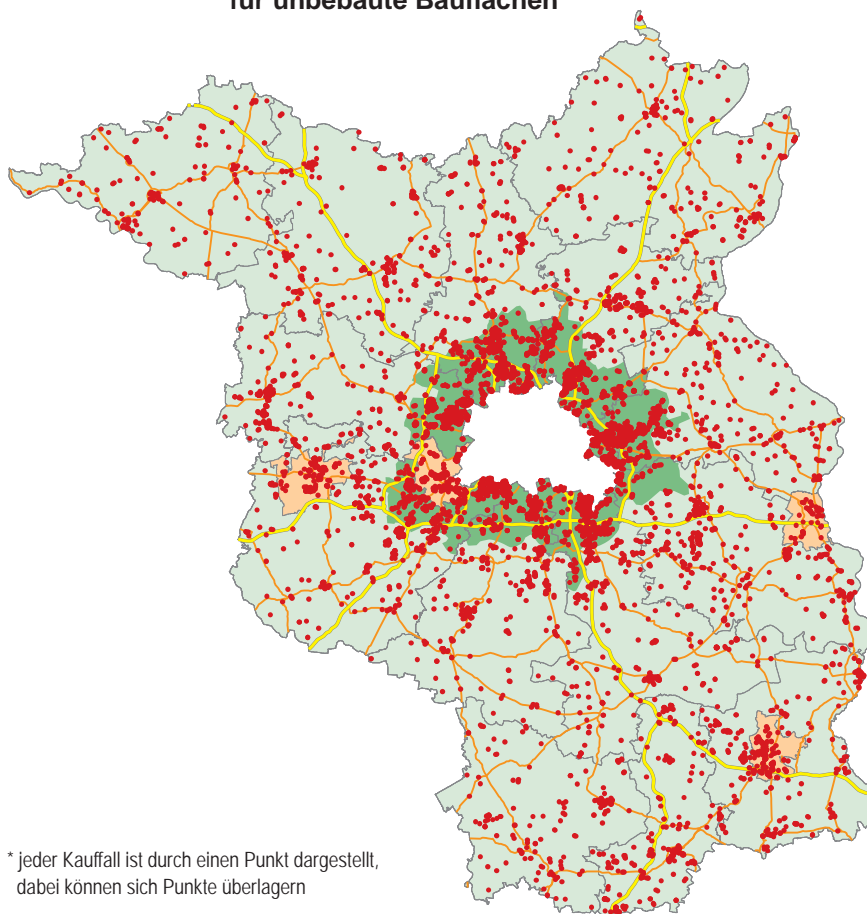 für unbebaute Bauflächen
* jeder Kauffall ist durch einen Punkt dargestellt,
dabei können sich Punkte überlagern